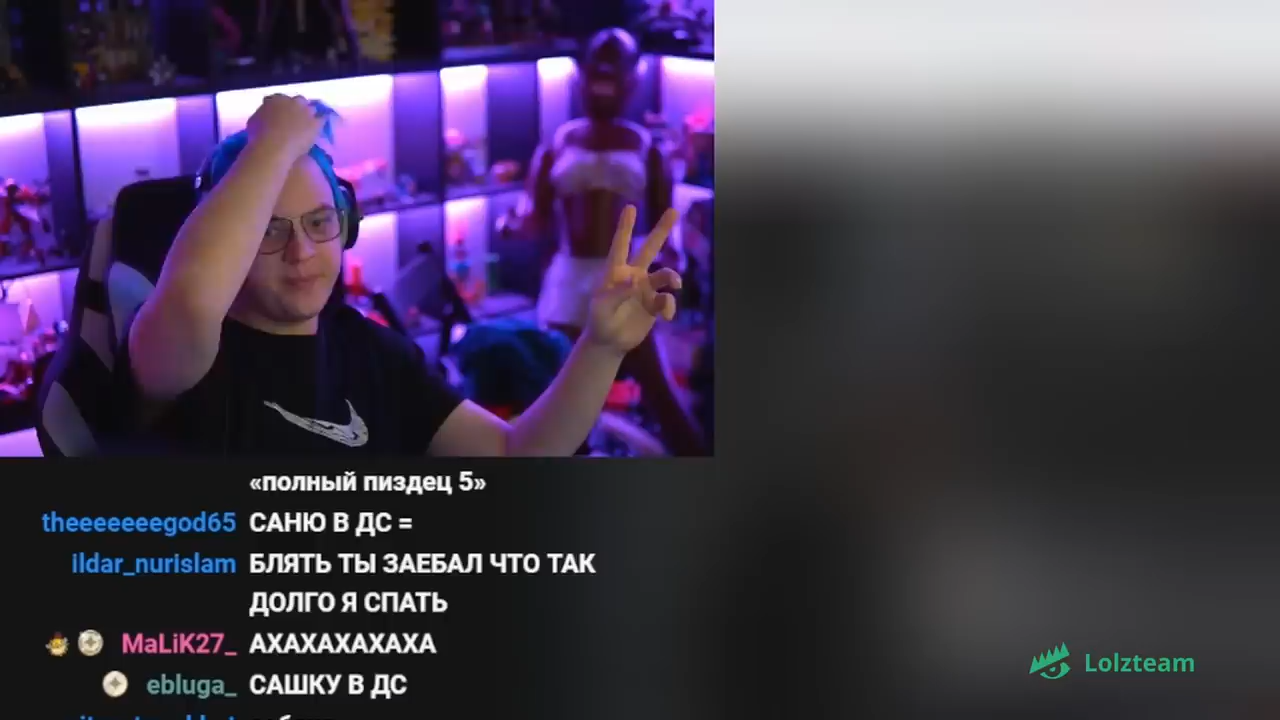 «полный пиздец 5»
theeeeeeegod65 САНЮ В ДС =
ildar_nurislam БЛЯТЬ ТЫ ЗАЕБАЛ ЧТО ТАК
ДОЛГО Я СПАТЬ
MaLiK27_ АХАХАХАХАХА
ebluga_ САШКУ В ДС
Lolzteam